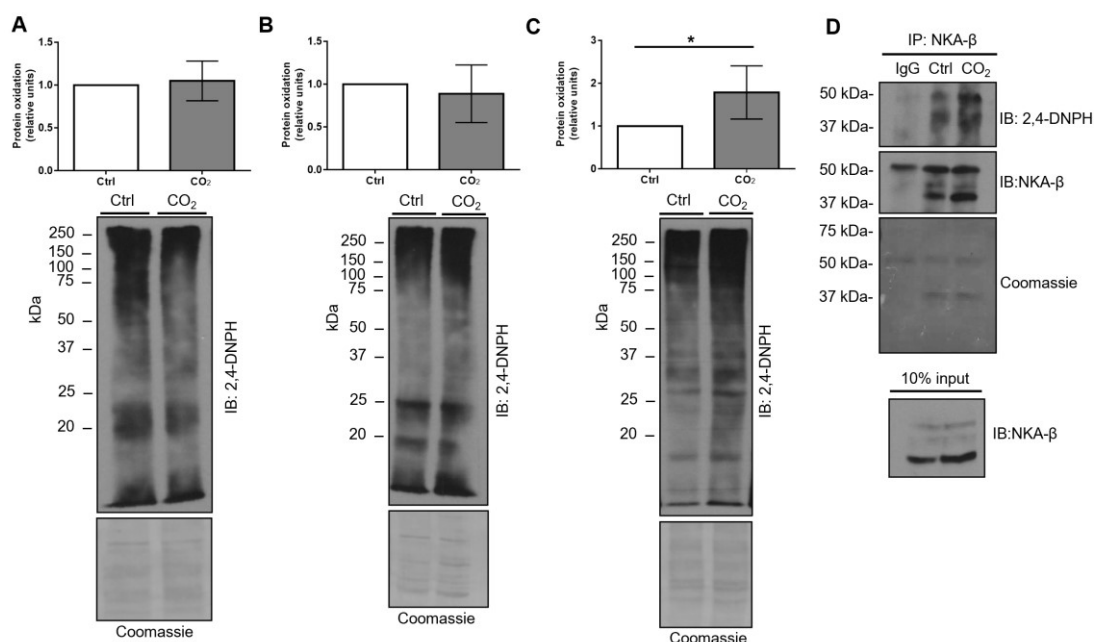 A
Protein oxidation
(relative units)
1.5
1.0
0.5
0.0
Ctrl
CO₂
Ctrl CO₂
250
150
100
75
50
37
25
20
kDa
IB: 2,4-DNPH
Coomassie
B
Protein oxidation
(relative units)
1.5
1.0
0.5
0.0
Ctrl
CO₂
Ctrl CO₂
250
150
100
75
50
37
25
20
kDa
IB: 2,4-DNPH
Coomassie
C
Protein oxidation
(relative units)
3
2
1
0
*
Ctrl
CO₂
Ctrl CO₂
250
150
100
75
50
37
25
20
kDa
IB: 2,4-DNPH
Coomassie
D
IP: NKA-β
IgG Ctrl CO₂
50 kDa-
37 kDa-
IB: 2,4-DNPH
50 kDa-
37 kDa-
IB:NKA-β
75 kDa-
50 kDa-
37 kDa-
Coomassie
10% input
IB:NKA-β